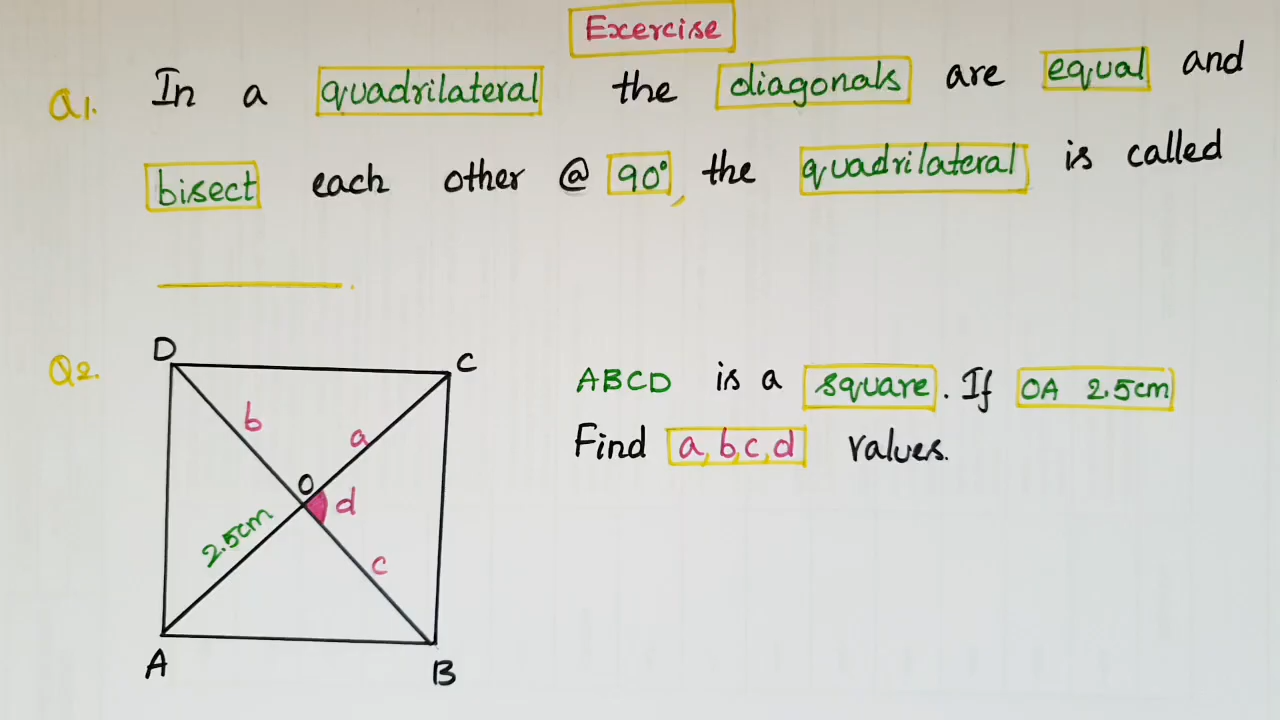 Exercise
Q1. In a quadrilateral the diagonals are equal and
bisect each other @ 90°, the quadrilateral is called
.
Q2.
D
C
b
a
O
d
2.5cm
c
A
B
ABCD is a square. If OA 2.5cm
Find a,b,c,d values.